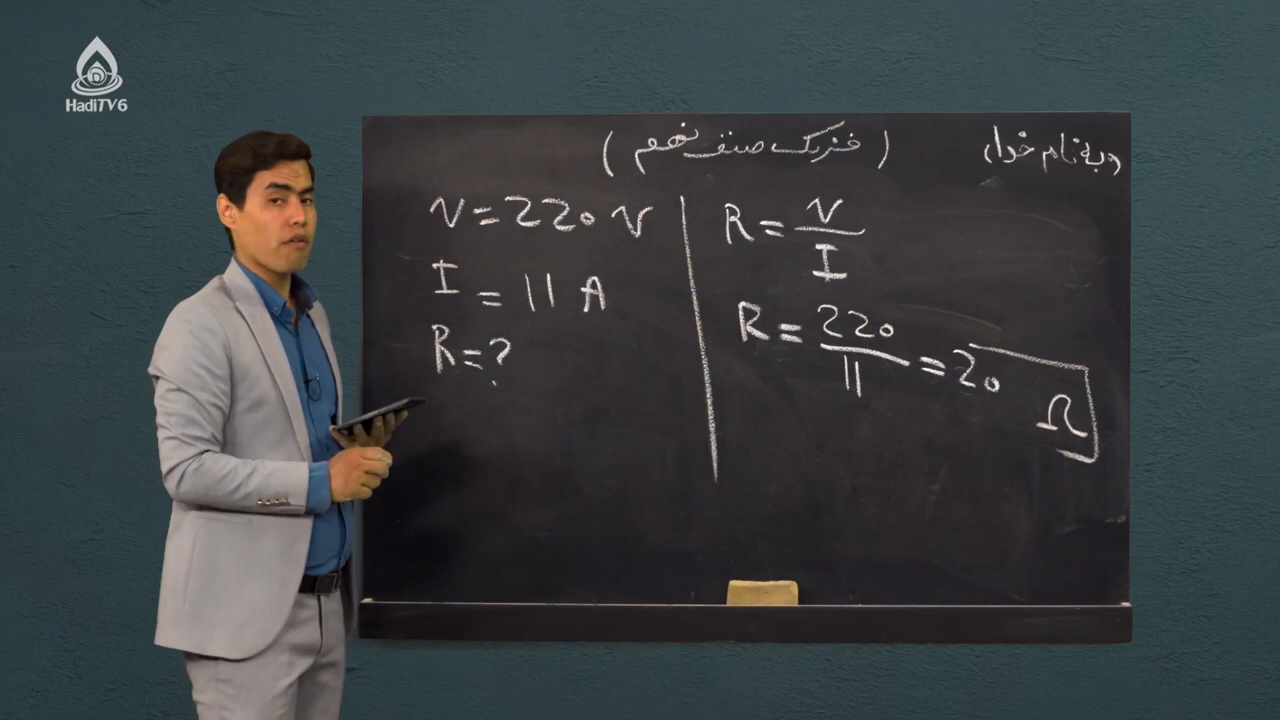 HadiTV6
«به نام خدا»
( فزیک صنف نهم )
V=220 V
I = 11 A
R=?
R = V/I
R = 220/11 = 20 Ω